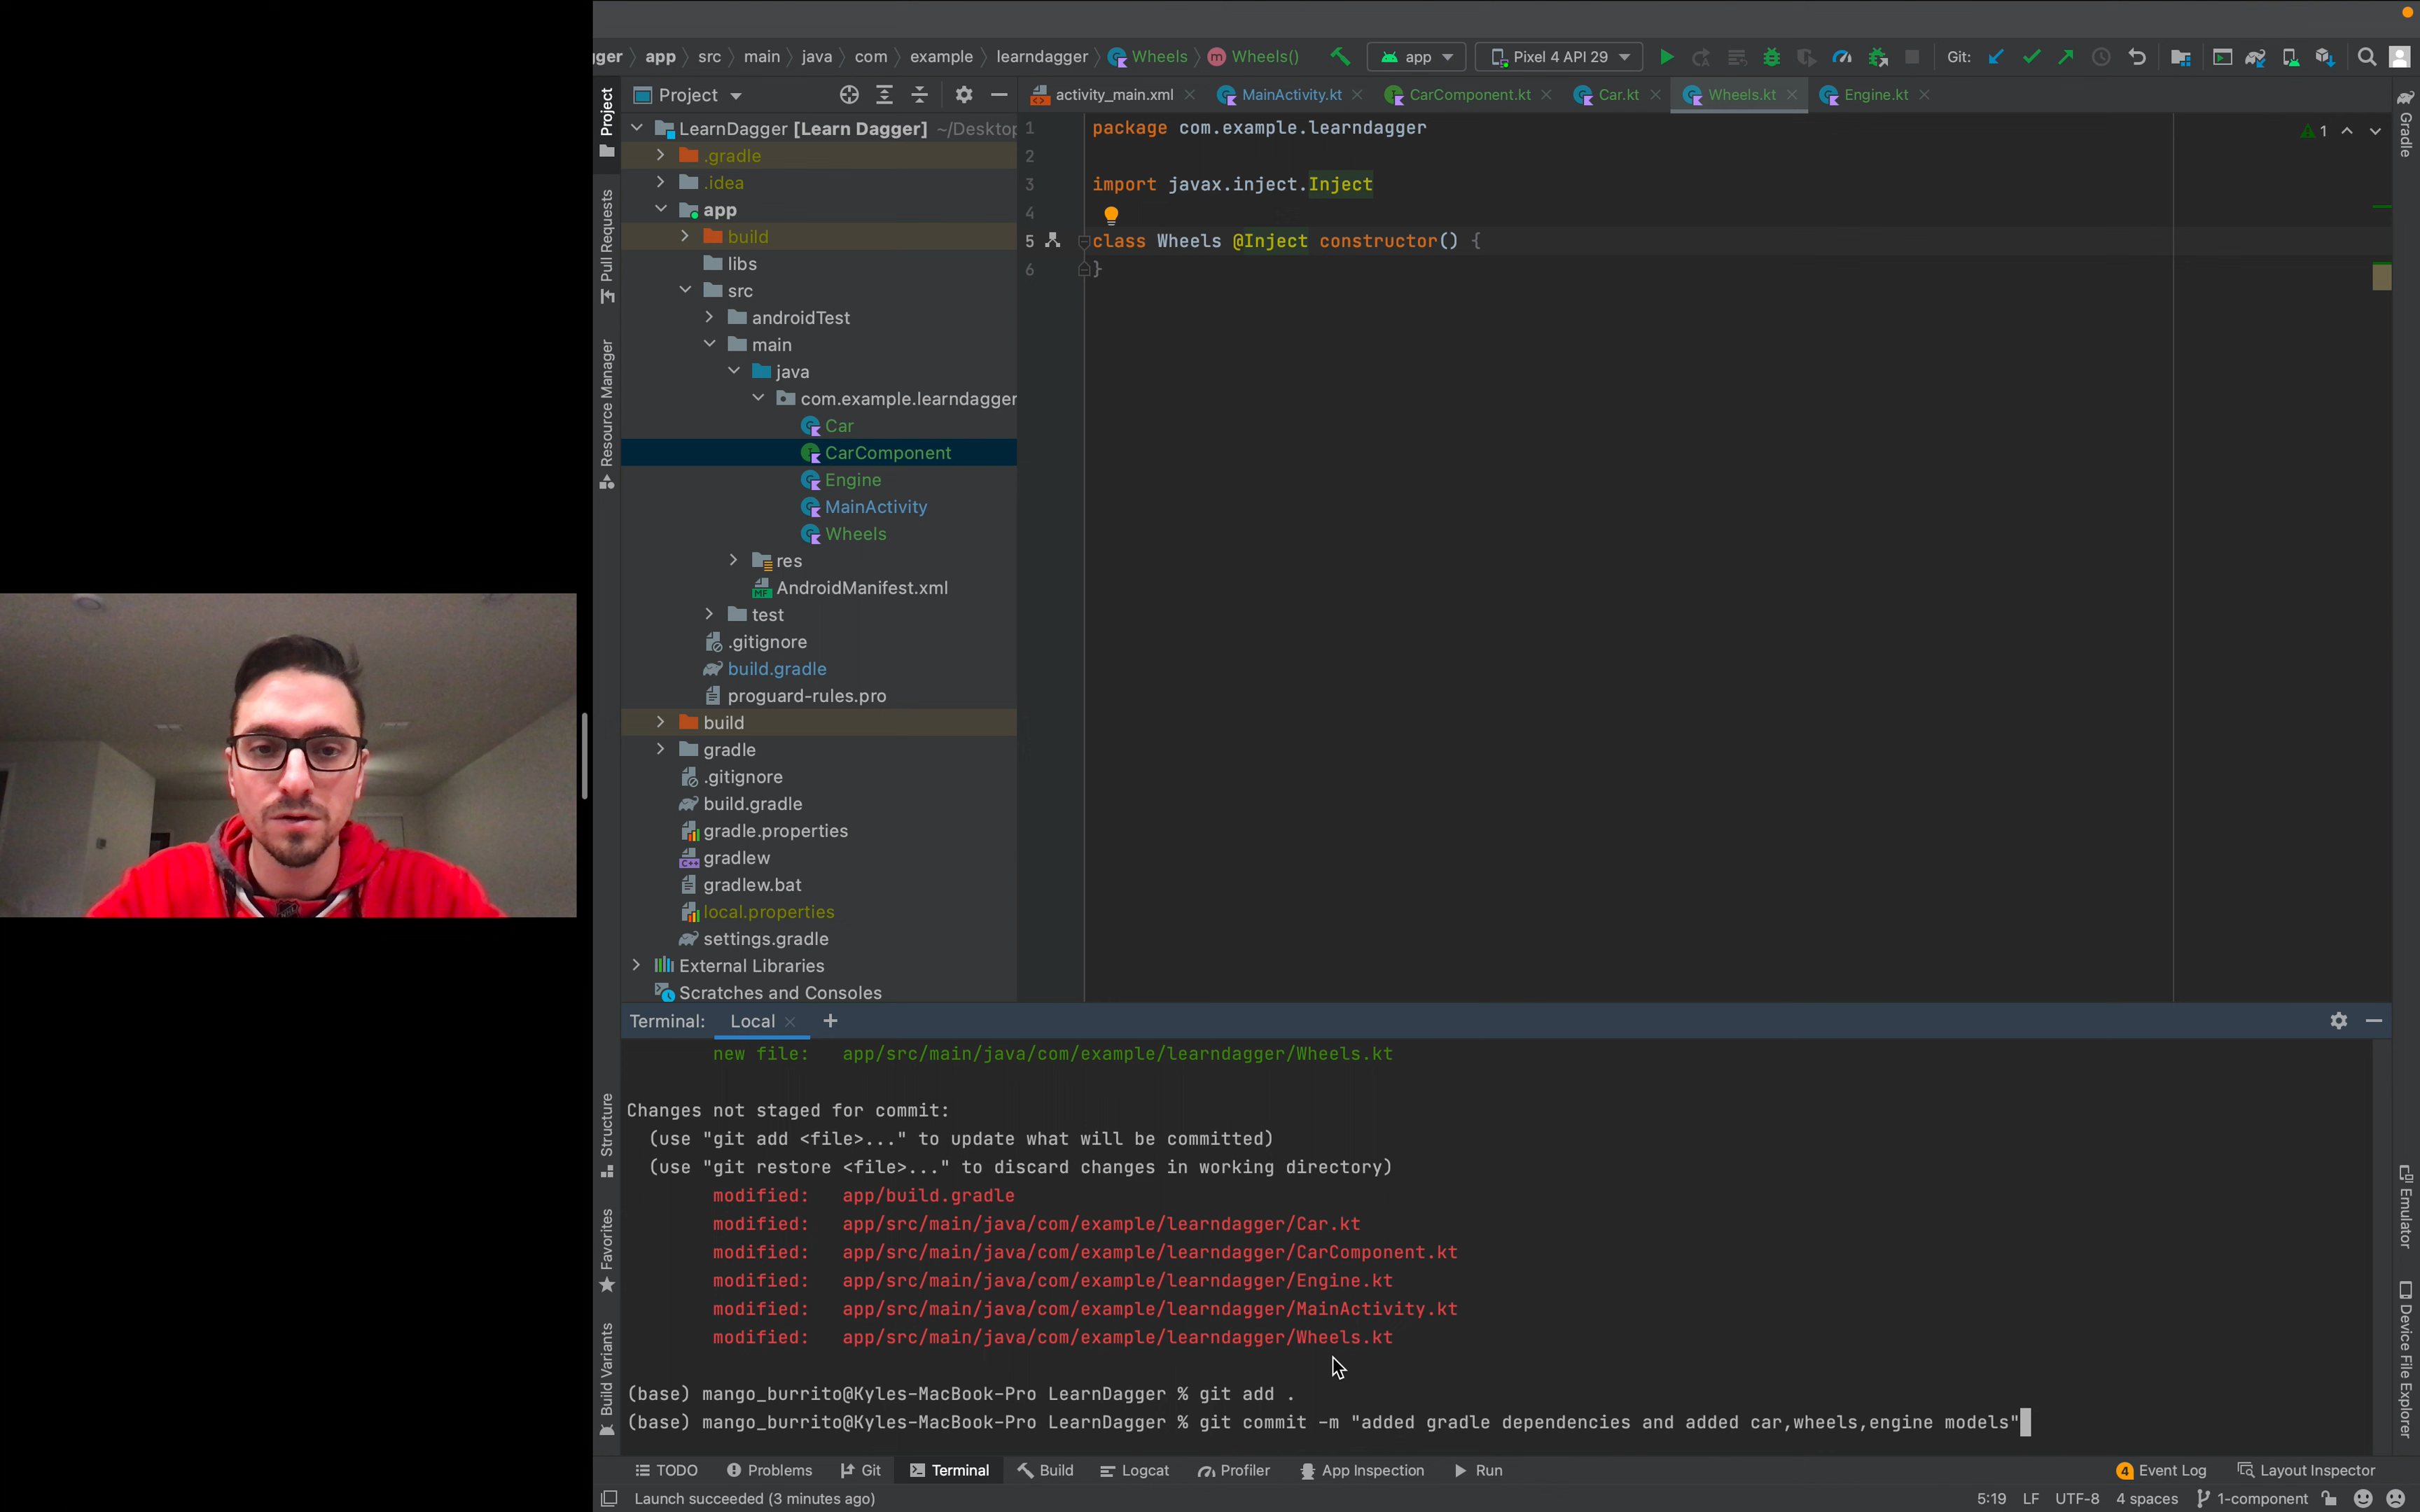 gger › app › src › main › java › com › example › learndagger › Wheels › Wheels()
app
Pixel 4 API 29
Git:
Project
activity_main.xml
MainActivity.kt
CarComponent.kt
Car.kt
Wheels.kt
Engine.kt
Project
Pull Requests
Resource Manager
Structure
Favorites
Build Variants
LearnDagger [Learn Dagger] ~/Desktop
.gradle
.idea
app
build
libs
src
androidTest
main
java
com.example.learndagger
Car
CarComponent
Engine
MainActivity
Wheels
res
AndroidManifest.xml
test
.gitignore
build.gradle
proguard-rules.pro
build
gradle
.gitignore
build.gradle
gradle.properties
gradlew
gradlew.bat
local.properties
settings.gradle
External Libraries
Scratches and Consoles
1 package com.example.learndagger
2
3 import javax.inject.Inject
4
5 class Wheels @Inject constructor() {
6 }
1
Gradle
Emulator
Device File Explorer
Terminal: Local
new file: app/src/main/java/com/example/learndagger/Wheels.kt
Changes not staged for commit:
(use "git add <file>..." to update what will be committed)
(use "git restore <file>..." to discard changes in working directory)
modified: app/build.gradle
modified: app/src/main/java/com/example/learndagger/Car.kt
modified: app/src/main/java/com/example/learndagger/CarComponent.kt
modified: app/src/main/java/com/example/learndagger/Engine.kt
modified: app/src/main/java/com/example/learndagger/MainActivity.kt
modified: app/src/main/java/com/example/learndagger/Wheels.kt
(base) mango_burrito@Kyles-MacBook-Pro LearnDagger % git add .
(base) mango_burrito@Kyles-MacBook-Pro LearnDagger % git commit -m "added gradle dependencies and added car,wheels,engine models"
TODO Problems Git Terminal Build Logcat Profiler App Inspection Run 4 Event Log Layout Inspector
Launch succeeded (3 minutes ago) 5:19 LF UTF-8 4 spaces 1-component